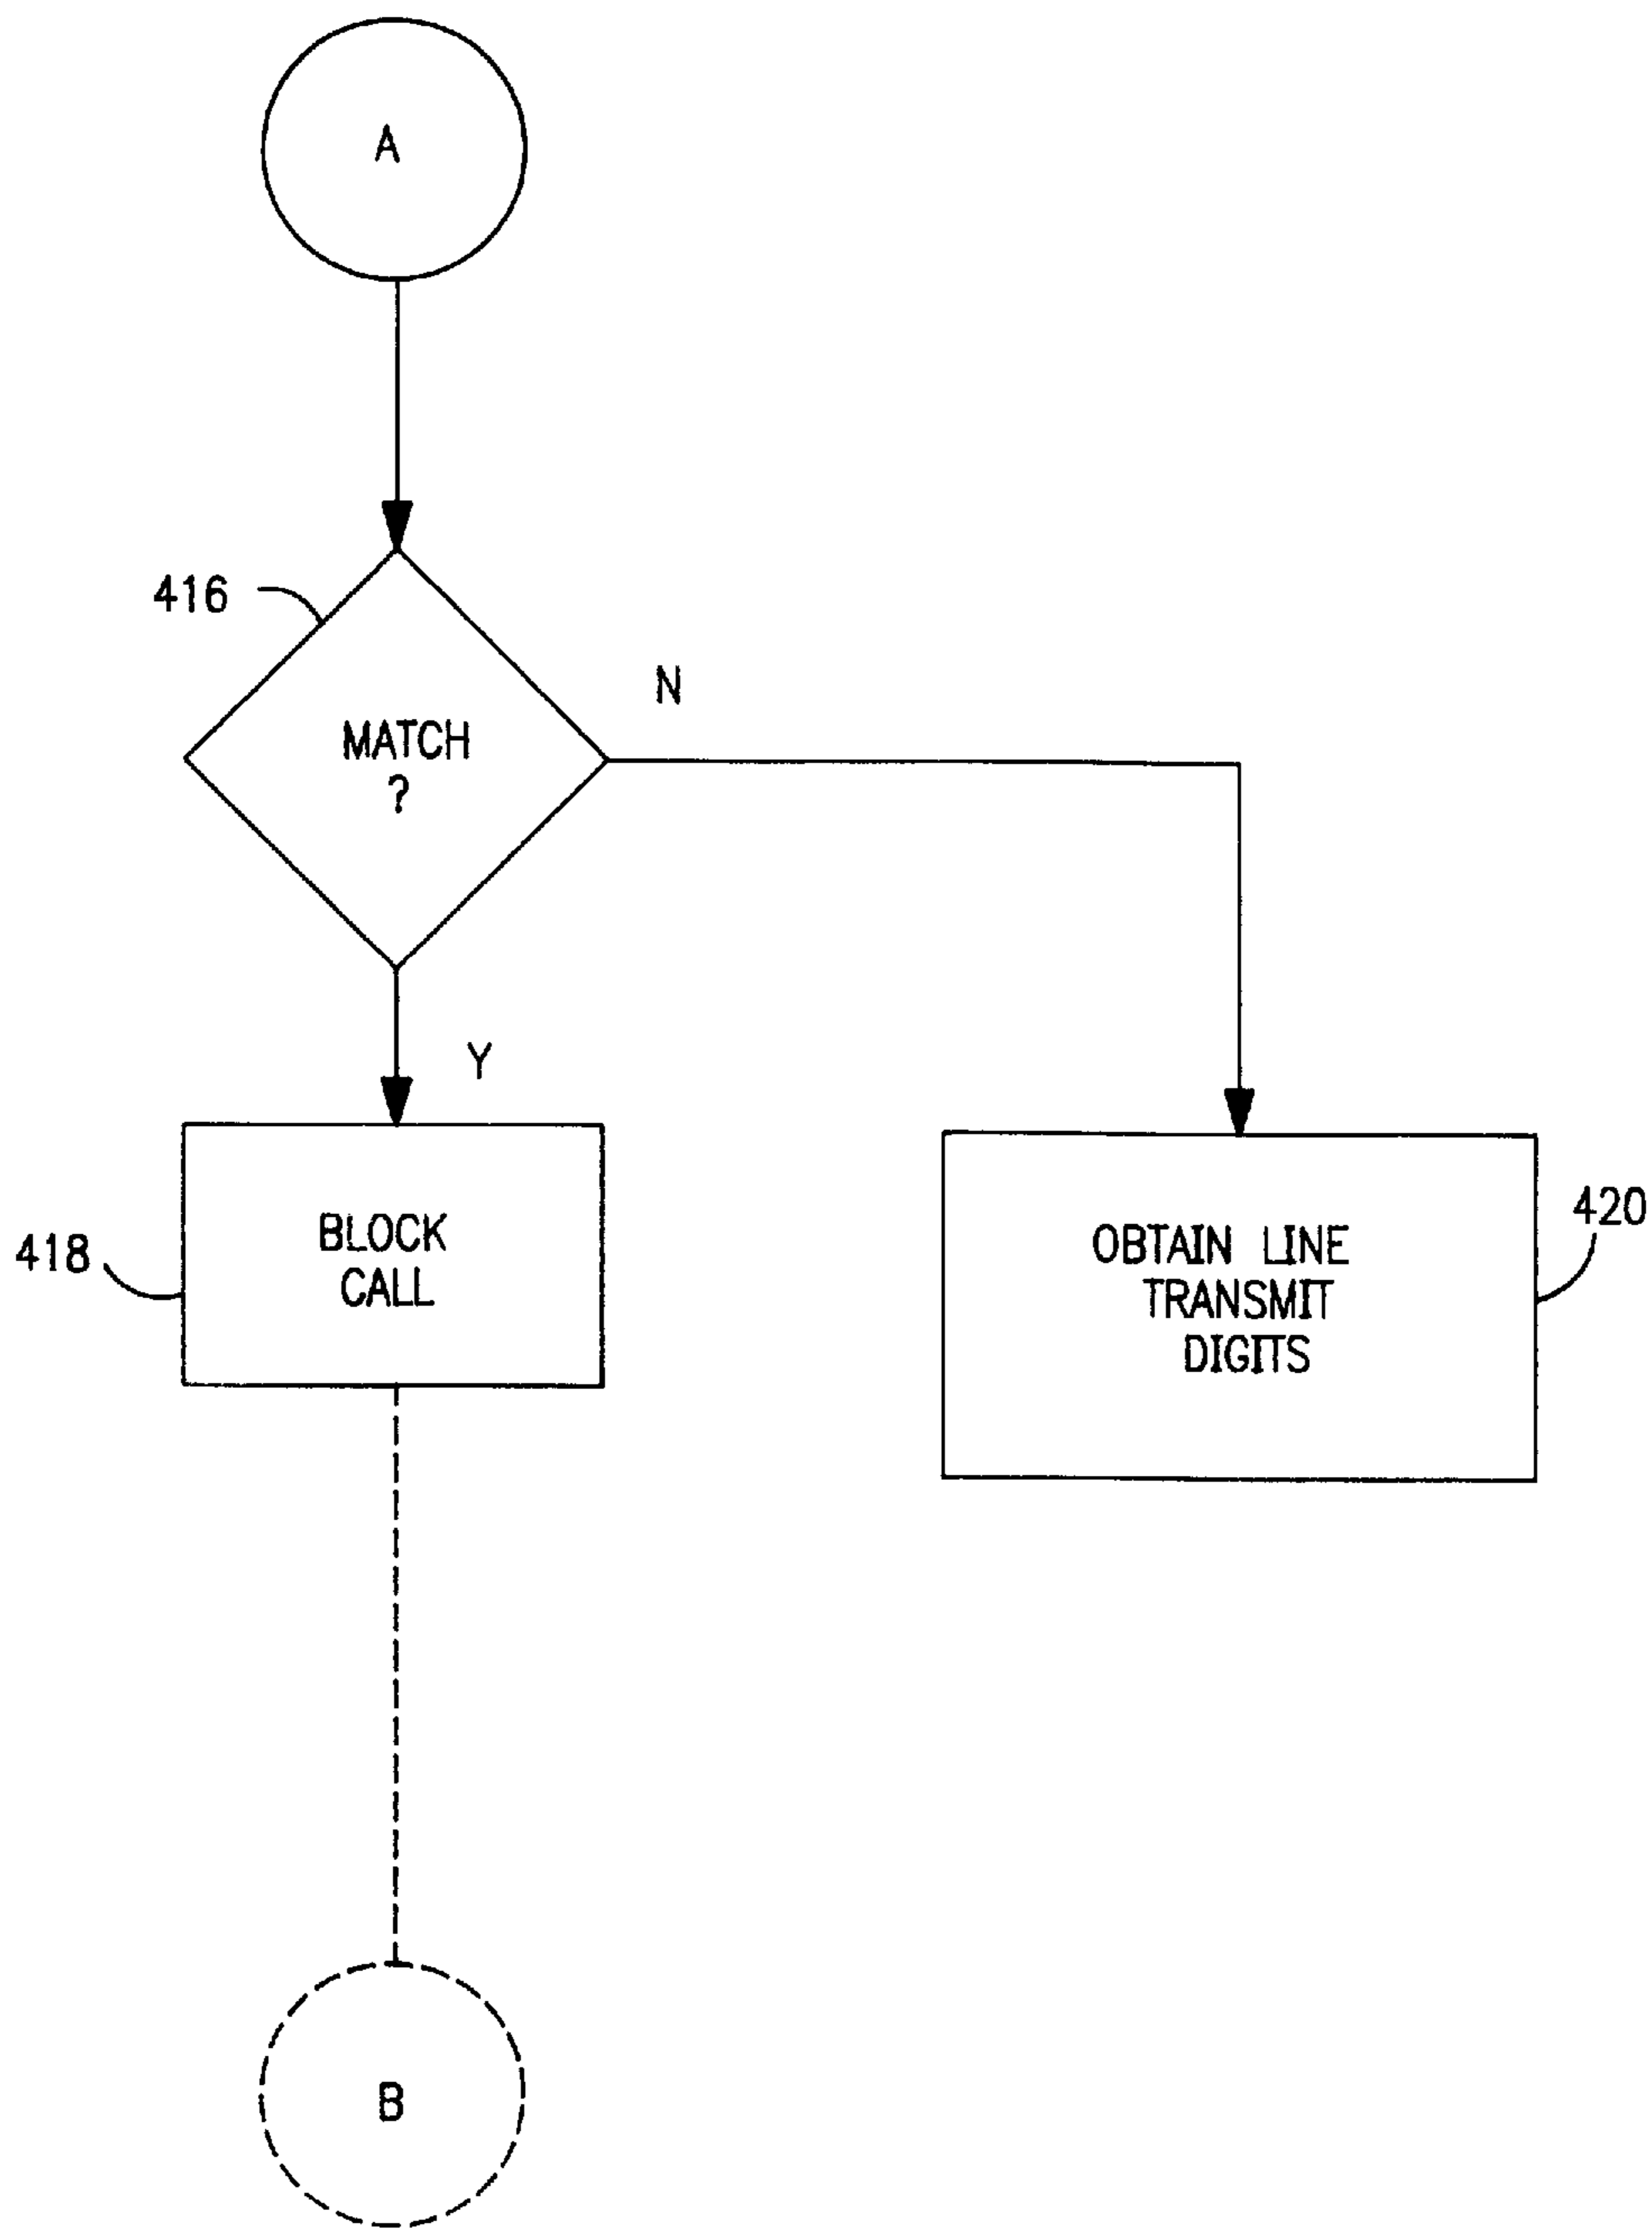 A
416
N
MATCH
?
Y
BLOCK
CALL
418
OBTAIN LINE
TRANSMIT
DIGITS
420
B